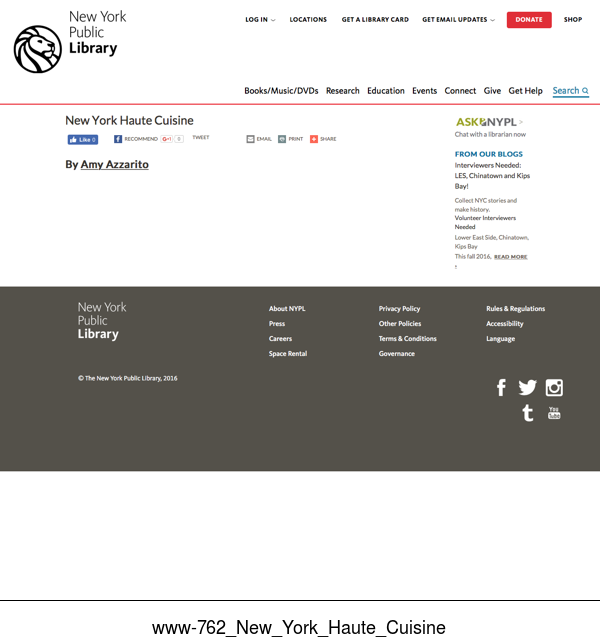 New York
Public
Library
LOG IN
LOCATIONS
GET A LIBRARY CARD
GET EMAIL UPDATES
DONATE
SHOP
Books/Music/DVDs
Research
Education
Events
Connect
Give
Get Help
Search
New York Haute Cuisine
Like 0
RECOMMEND
G+1
0
TWEET
EMAIL
PRINT
SHARE
By Amy Azzarito
ASK NYPL >
Chat with a librarian now
FROM OUR BLOGS
Interviewers Needed:
LES, Chinatown and Kips
Bay!
Collect NYC stories and
make history.
Volunteer Interviewers
Needed
Lower East Side, Chinatown,
Kips Bay
This fall 2016, READ MORE
New York
Public
Library
About NYPL
Press
Careers
Space Rental
Privacy Policy
Other Policies
Terms & Conditions
Governance
Rules & Regulations
Accessibility
Language
© The New York Public Library, 2016
You
Tube
www-762_New_York_Haute_Cuisine